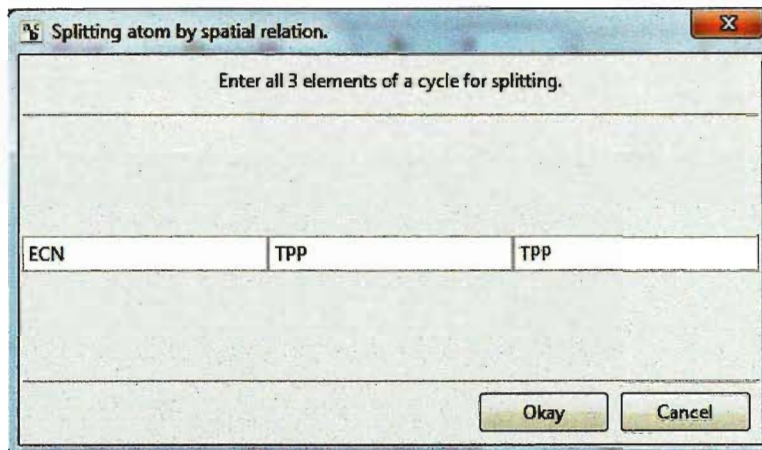 Splitting atom by spatial relation.
Enter all 3 elements of a cycle for splitting.
ECN TPP TPP
Okay Cancel